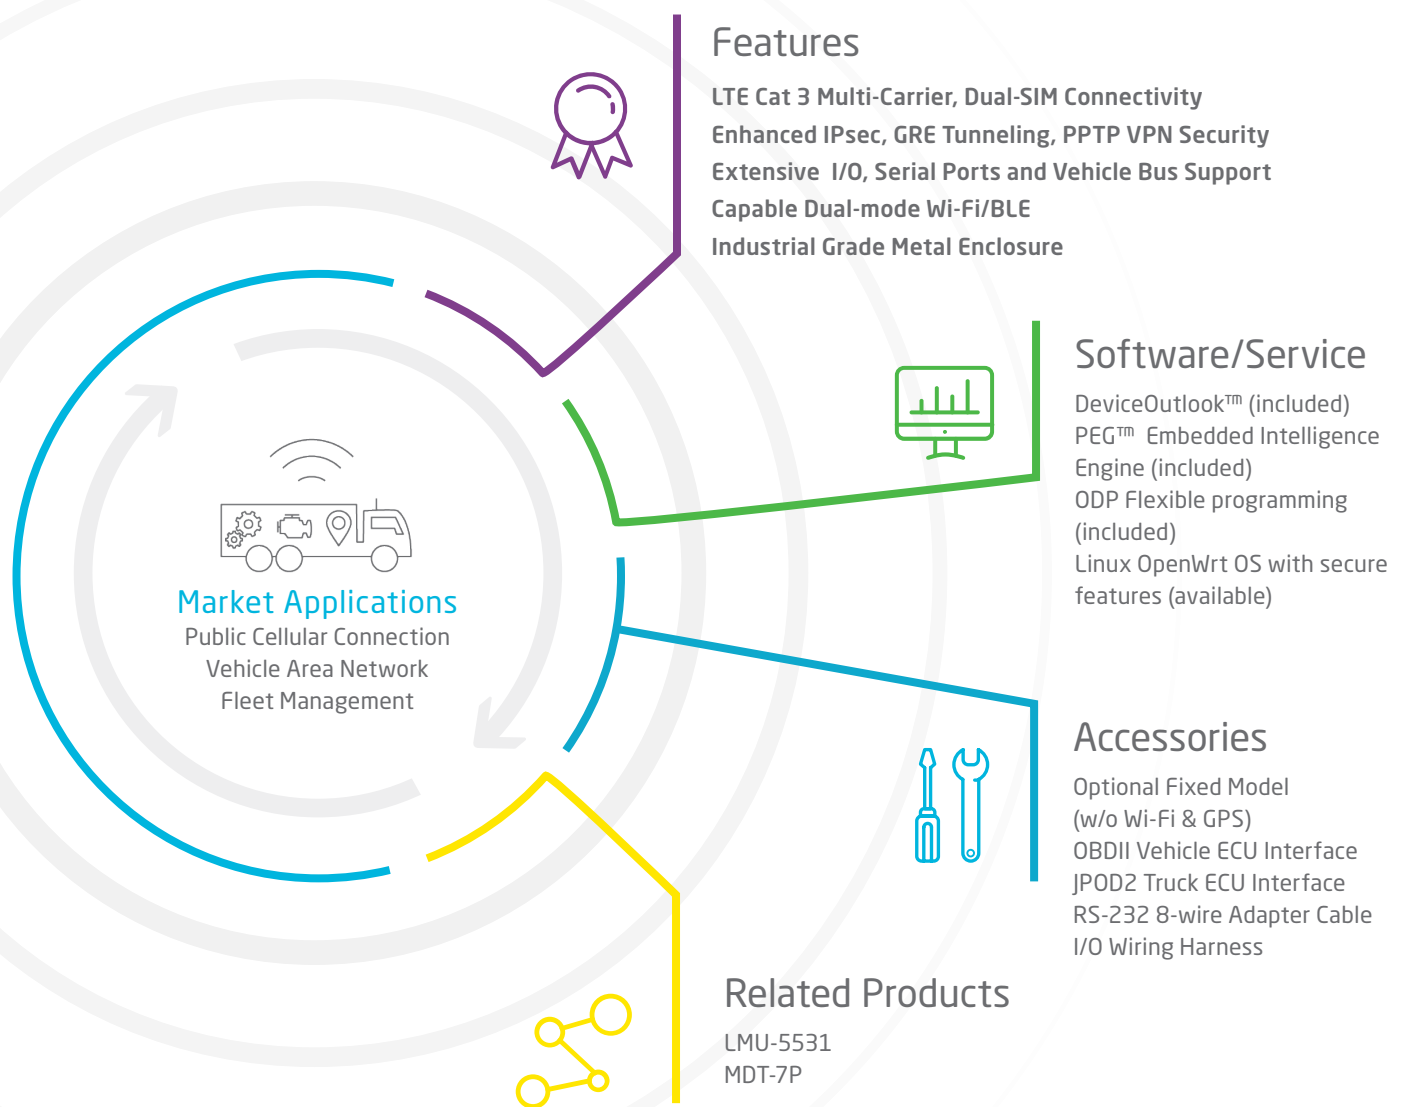 Features
LTE Cat 3 Multi-Carrier, Dual-SIM Connectivity
Enhanced IPsec, GRE Tunneling, PPTP VPN Security
Extensive I/O, Serial Ports and Vehicle Bus Support
Capable Dual-mode Wi-Fi/BLE
Industrial Grade Metal Enclosure
Software/Service
DeviceOutlook™ (included)
PEG™ Embedded Intelligence
Engine (included)
ODP Flexible programming
(included)
Linux OpenWrt OS with secure
features (available)
Market Applications
Public Cellular Connection
Vehicle Area Network
Fleet Management
Accessories
Optional Fixed Model
(w/o Wi-Fi & GPS)
OBDII Vehicle ECU Interface
JPOD2 Truck ECU Interface
RS-232 8-wire Adapter Cable
I/O Wiring Harness
Related Products
LMU-5531
MDT-7P